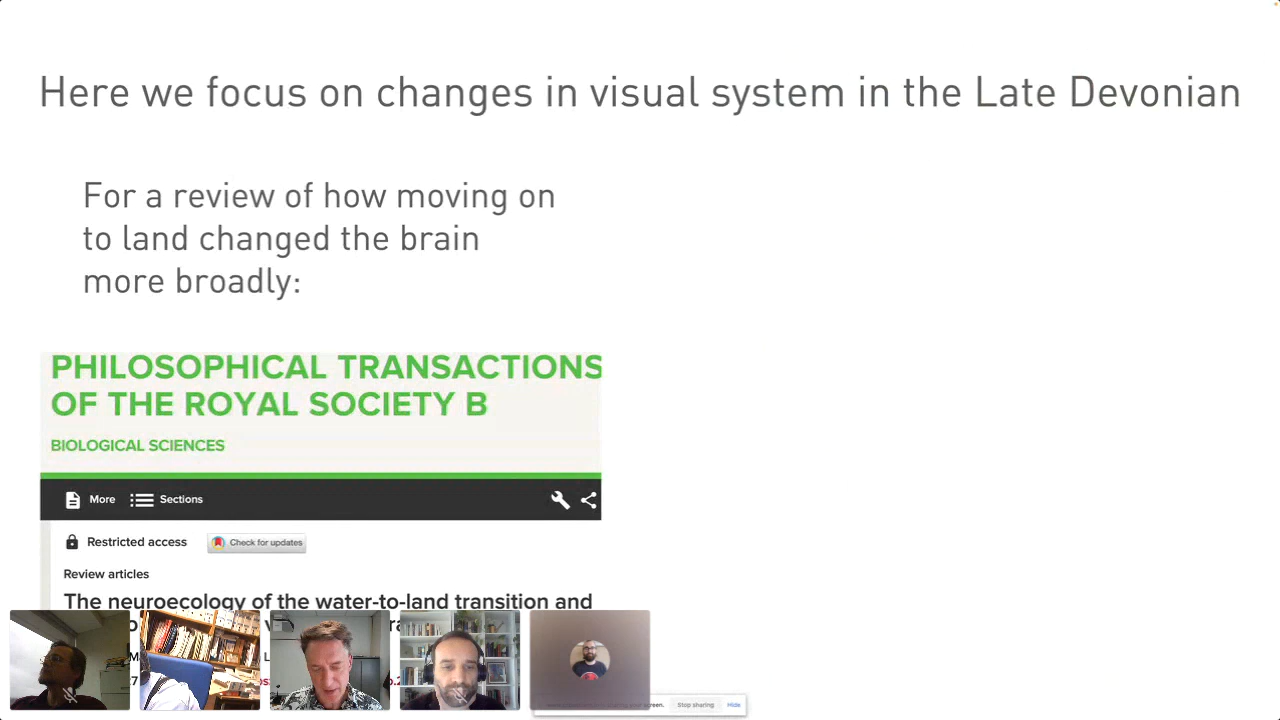 Here we focus on changes in visual system in the Late Devonian
For a review of how moving on
to land changed the brain
more broadly:
PHILOSOPHICAL TRANSACTIONS
OF THE ROYAL SOCIETY B
BIOLOGICAL SCIENCES
More Sections
Restricted access Check for updates
Review articles
The neuroecology of the water-to-land transition and
Stop sharing Hide